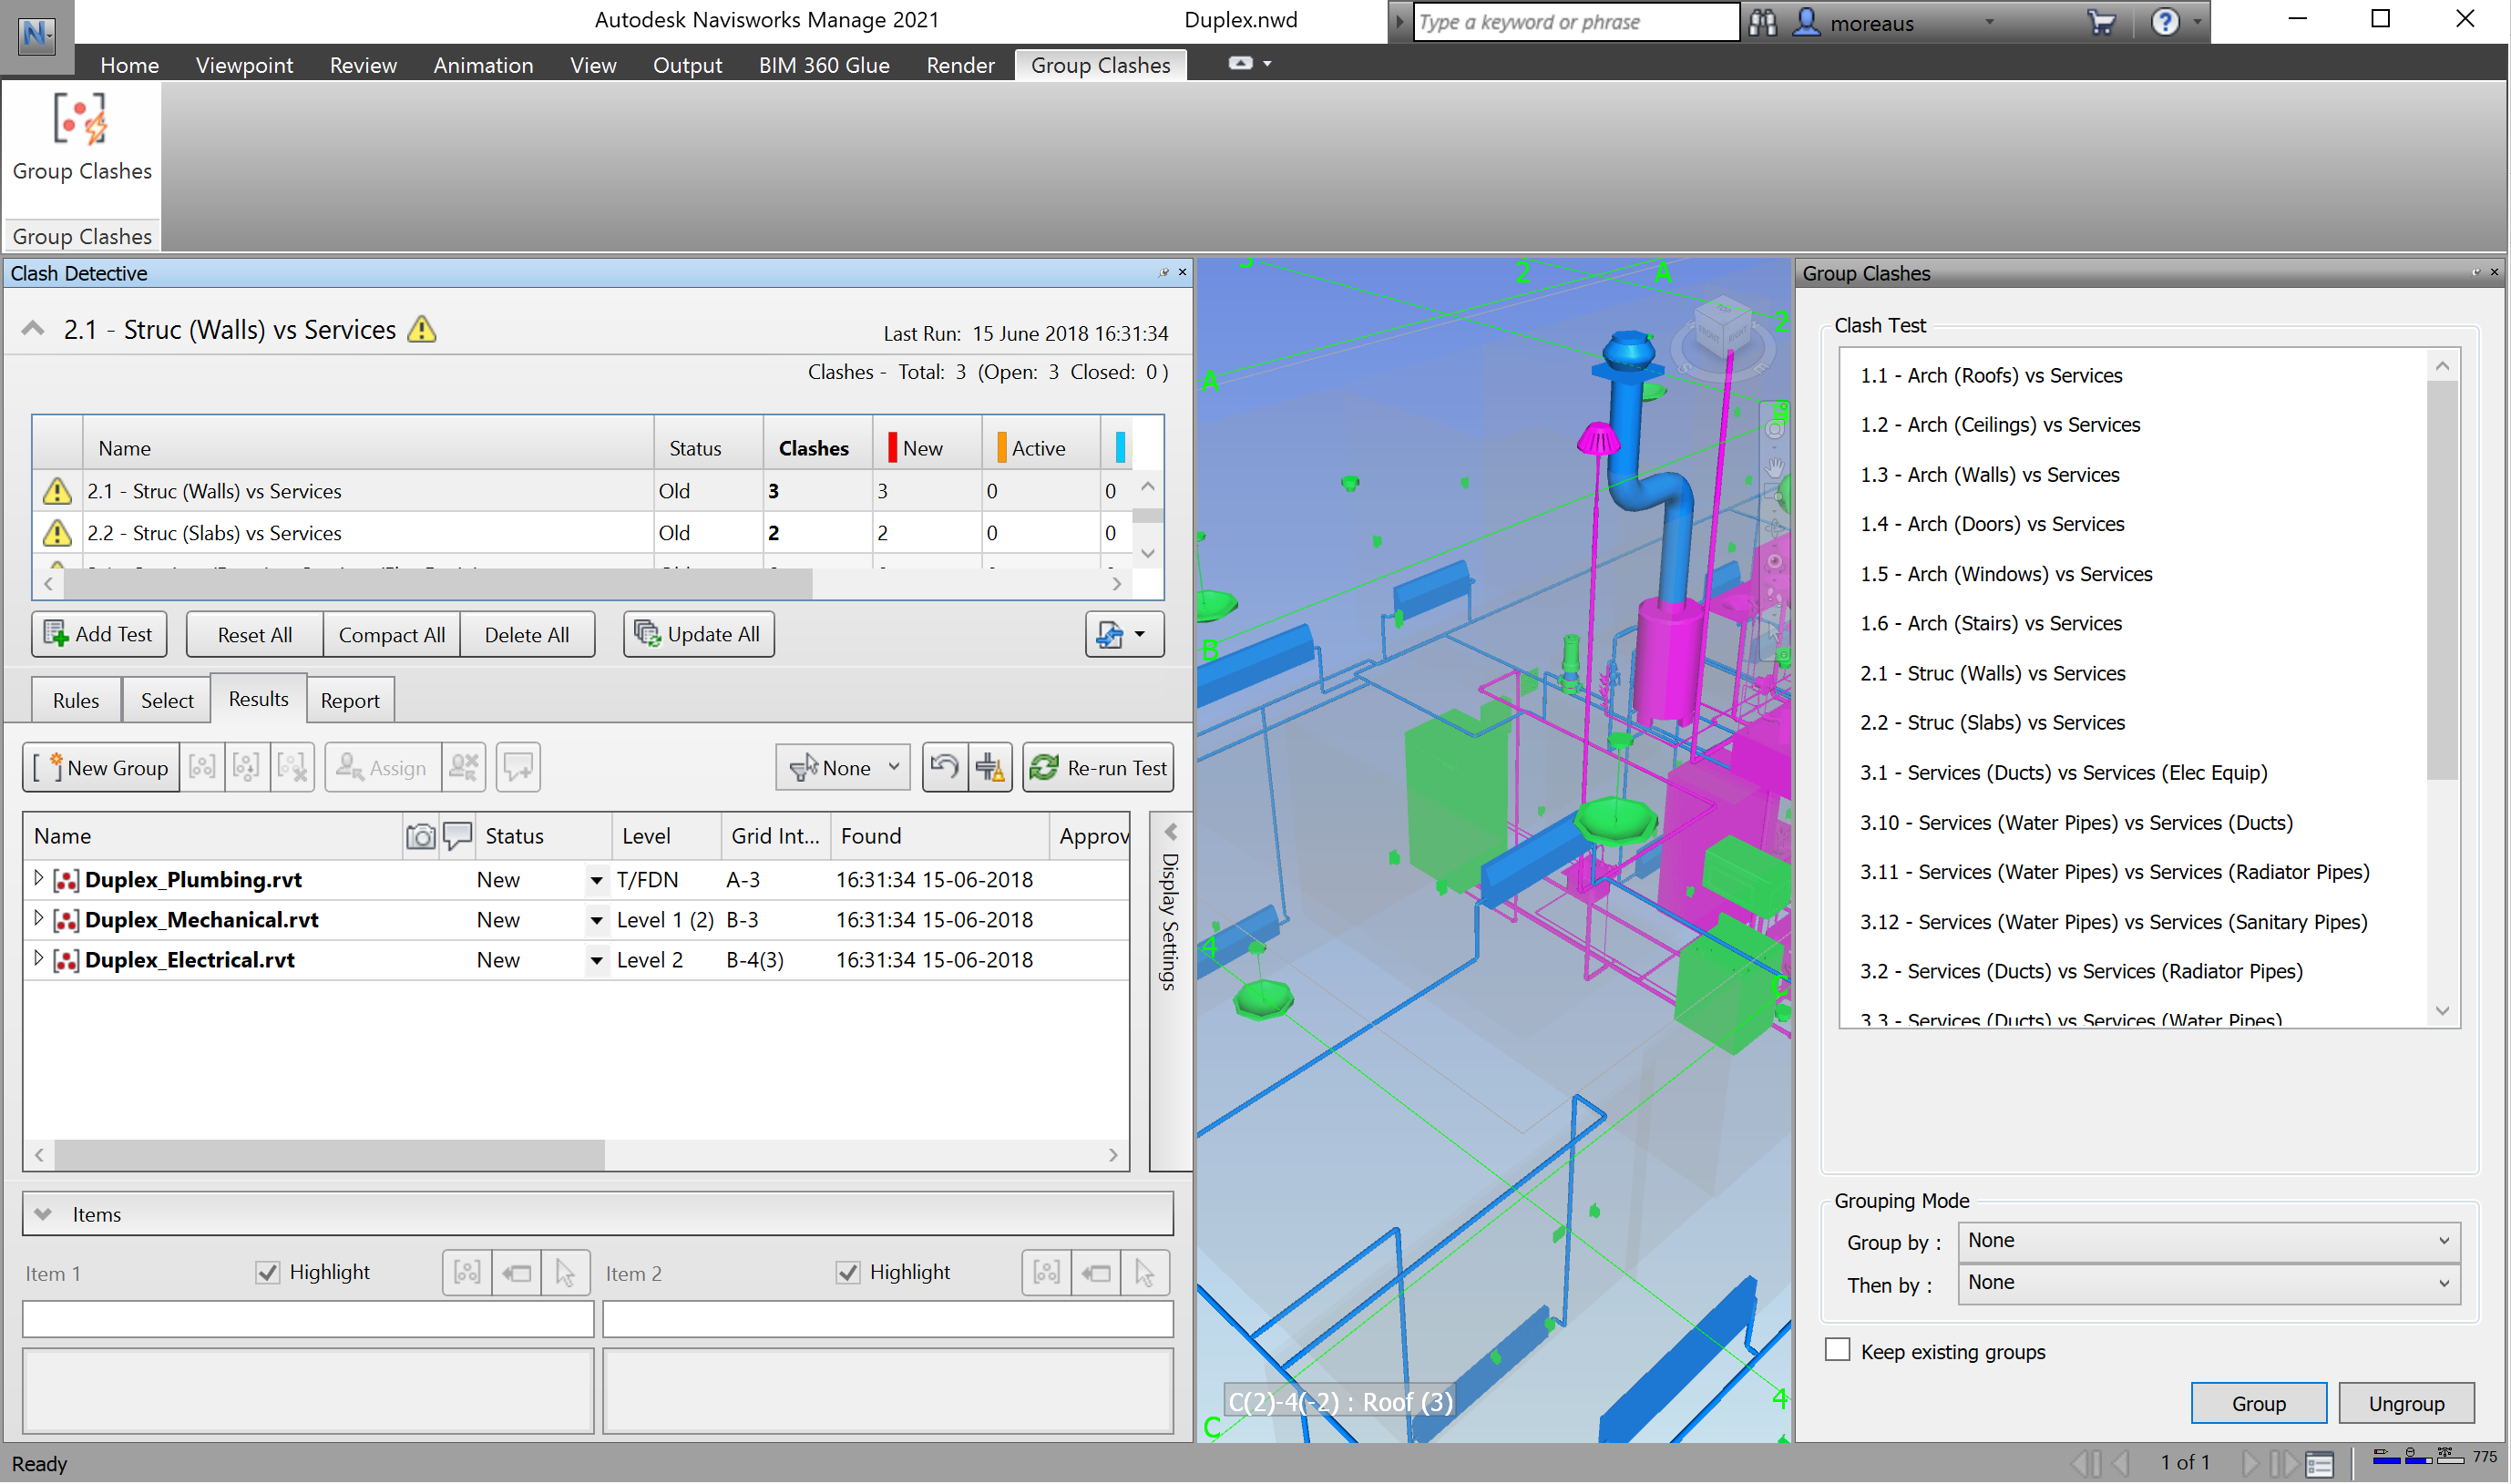 Autodesk Navisworks Manage 2021
Duplex.nwd
Type a keyword or phrase
moreaus
Home Viewpoint Review Animation View Output BIM 360 Glue Render Group Clashes
Group Clashes
Group Clashes
Clash Detective
2.1 - Struc (Walls) vs Services
Last Run: 15 June 2018 16:31:34
Clashes - Total: 3 (Open: 3 Closed: 0 )
Name Status Clashes New Active
2.1 - Struc (Walls) vs Services Old 3 3 0 0
2.2 - Struc (Slabs) vs Services Old 2 2 0 0
Add Test Reset All Compact All Delete All Update All
Rules Select Results Report
New Group Assign None Re-run Test
Name Status Level Grid Int... Found Approv
Duplex_Plumbing.rvt New T/FDN A-3 16:31:34 15-06-2018
Duplex_Mechanical.rvt New Level 1 (2) B-3 16:31:34 15-06-2018
Duplex_Electrical.rvt New Level 2 B-4(3) 16:31:34 15-06-2018
Display Settings
Items
Item 1 Highlight Item 2 Highlight
Ready
3 2 A
2
A
B
B
4
C
C(2)-4(-2) : Roof (3)
4
C
Group Clashes
Clash Test
1.1 - Arch (Roofs) vs Services
1.2 - Arch (Ceilings) vs Services
1.3 - Arch (Walls) vs Services
1.4 - Arch (Doors) vs Services
1.5 - Arch (Windows) vs Services
1.6 - Arch (Stairs) vs Services
2.1 - Struc (Walls) vs Services
2.2 - Struc (Slabs) vs Services
3.1 - Services (Ducts) vs Services (Elec Equip)
3.10 - Services (Water Pipes) vs Services (Ducts)
3.11 - Services (Water Pipes) vs Services (Radiator Pipes)
3.12 - Services (Water Pipes) vs Services (Sanitary Pipes)
3.2 - Services (Ducts) vs Services (Radiator Pipes)
3.3 - Services (Ducts) vs Services (Water Pipes)
Grouping Mode
Group by : None
Then by : None
Keep existing groups
Group Ungroup
1 of 1
775